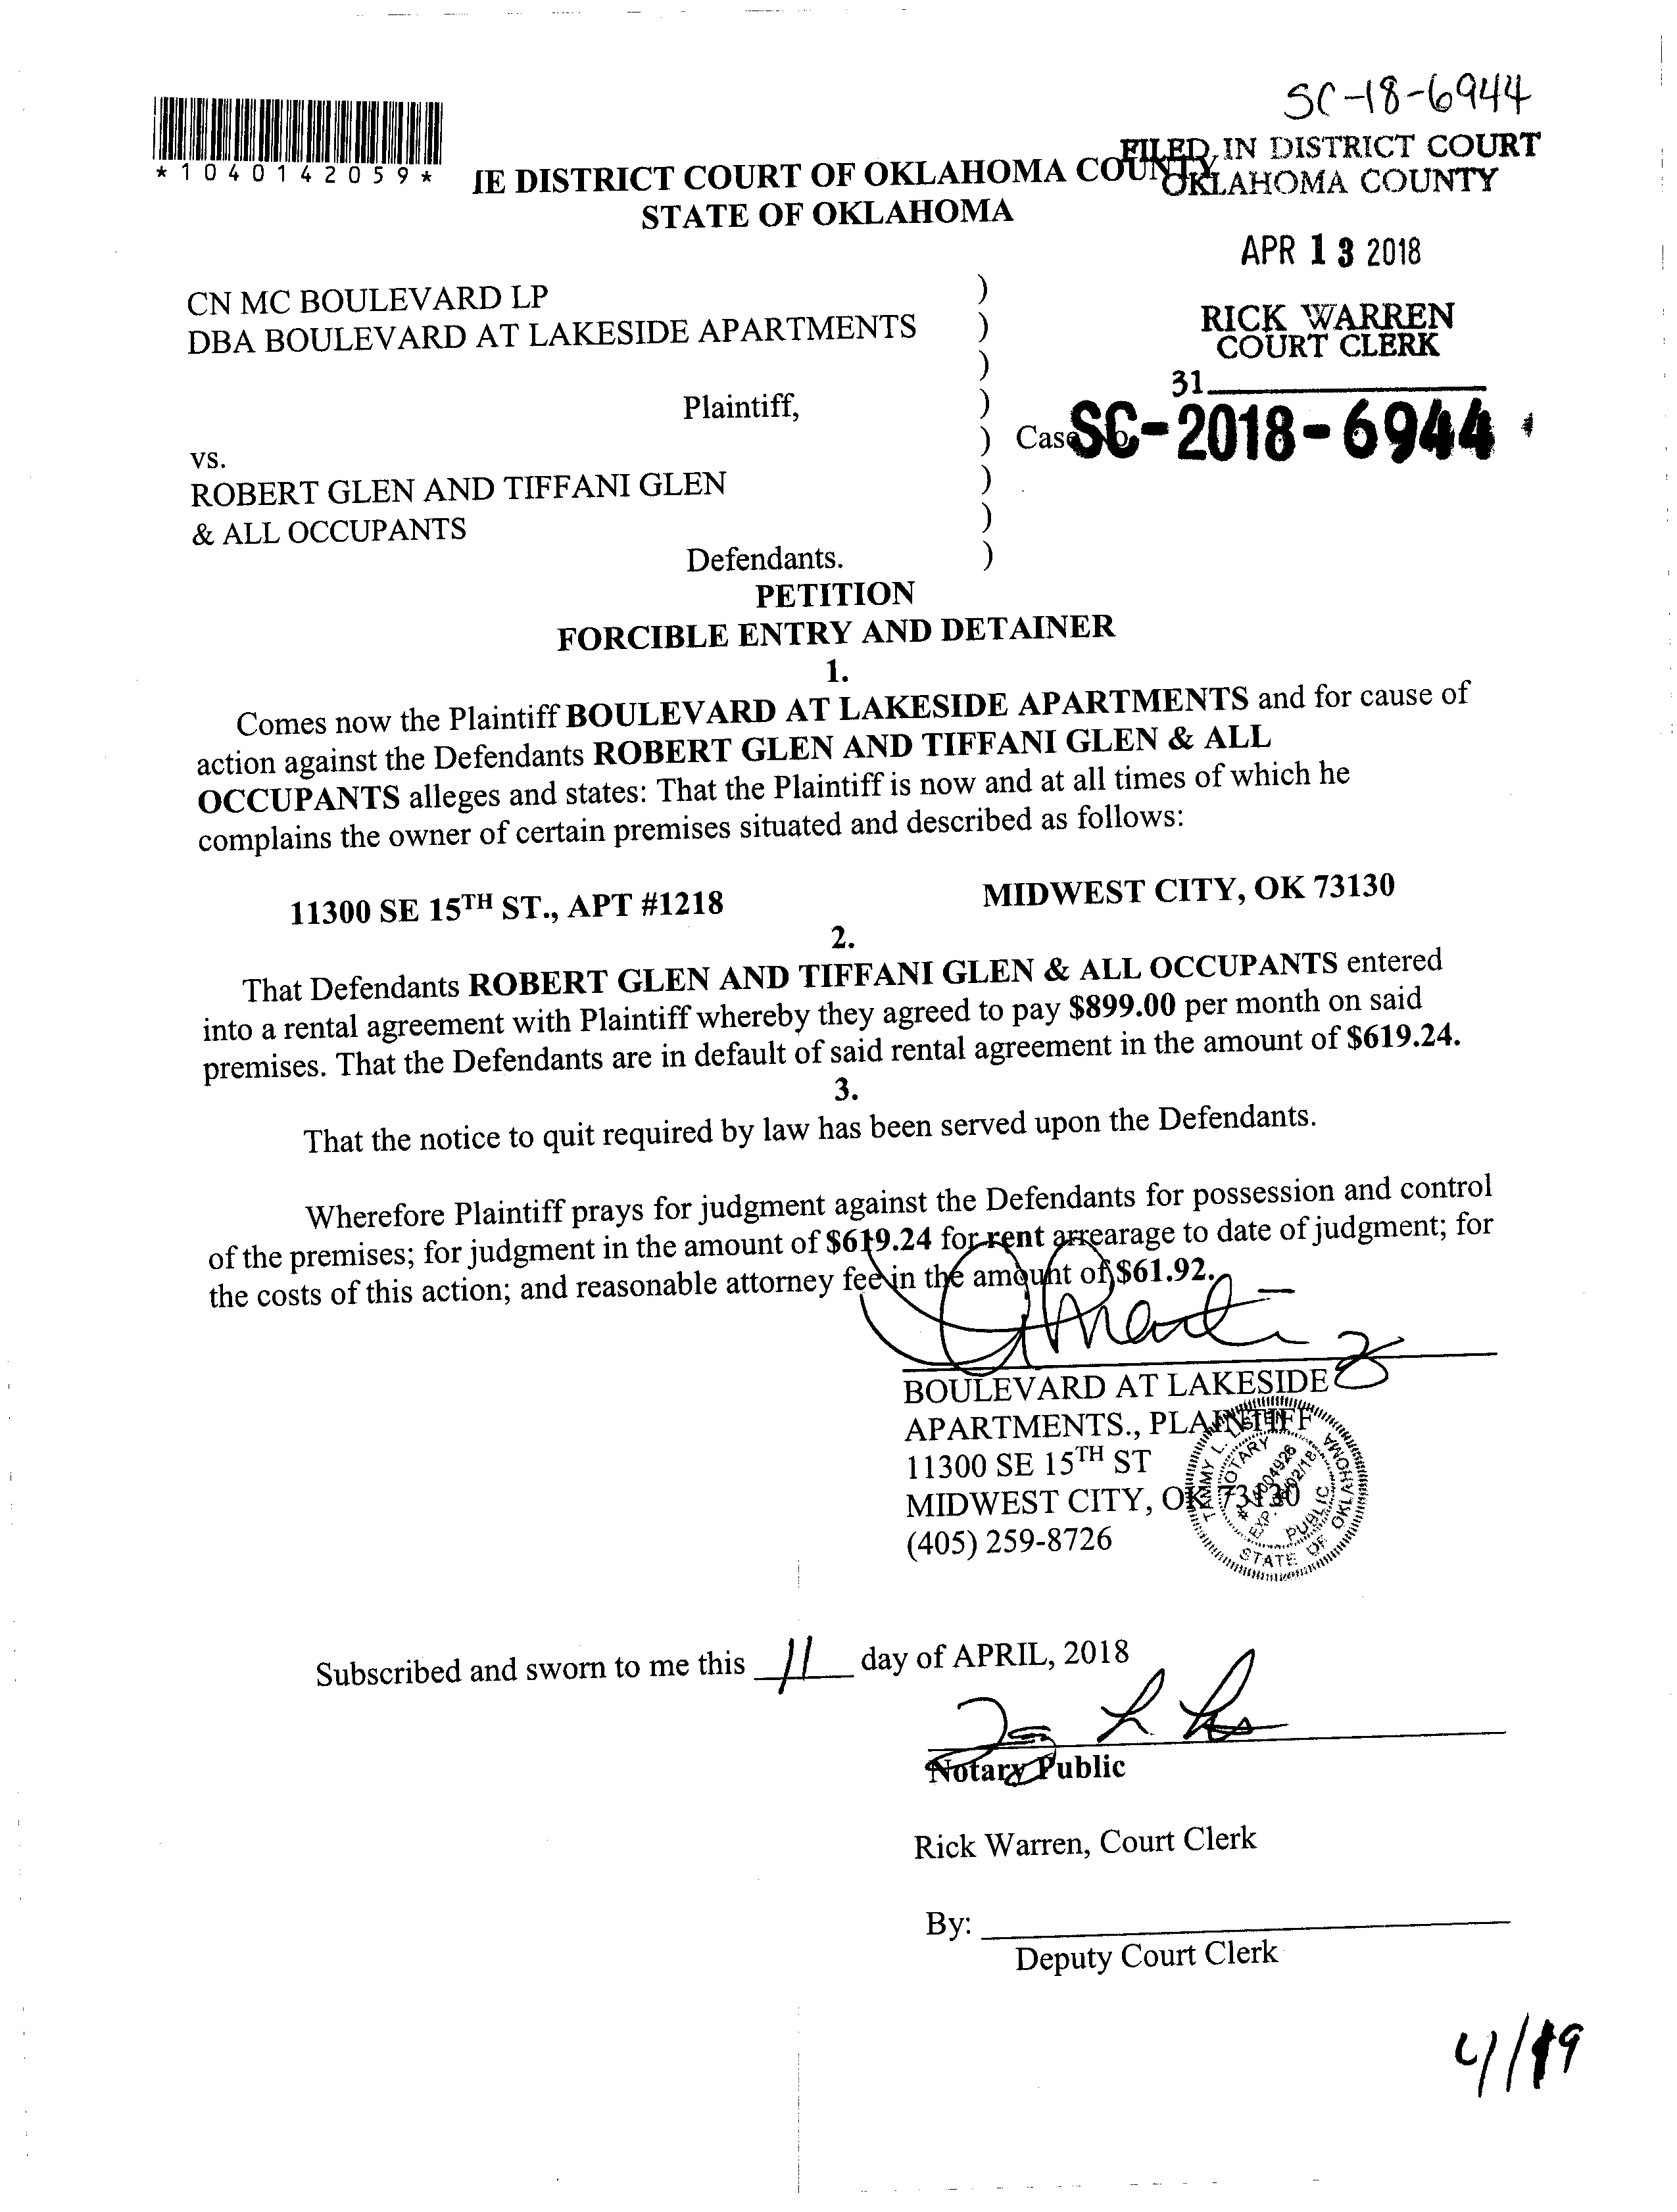 SC-18-6944
*1040142059*
IE DISTRICT COURT OF OKLAHOMA COUNTY
STATE OF OKLAHOMA
FILED IN DISTRICT COURT
OKLAHOMA COUNTY
APR 13 2018
RICK WARREN
COURT CLERK
31
CN MC BOULEVARD LP )
DBA BOULEVARD AT LAKESIDE APARTMENTS )
)
Plaintiff, )
) Case No. SC-2018-6944
vs.
ROBERT GLEN AND TIFFANI GLEN )
& ALL OCCUPANTS )
Defendants. )
PETITION
FORCIBLE ENTRY AND DETAINER
1.
Comes now the Plaintiff BOULEVARD AT LAKESIDE APARTMENTS and for cause of
action against the Defendants ROBERT GLEN AND TIFFANI GLEN & ALL
OCCUPANTS alleges and states: That the Plaintiff is now and at all times of which he
complains the owner of certain premises situated and described as follows:
11300 SE 15TH ST., APT #1218 MIDWEST CITY, OK 73130
2.
That Defendants ROBERT GLEN AND TIFFANI GLEN & ALL OCCUPANTS entered
into a rental agreement with Plaintiff whereby they agreed to pay $899.00 per month on said
premises. That the Defendants are in default of said rental agreement in the amount of $619.24.
3.
That the notice to quit required by law has been served upon the Defendants.
Wherefore Plaintiff prays for judgment against the Defendants for possession and control
of the premises; for judgment in the amount of $619.24 for rent arrearage to date of judgment; for
the costs of this action; and reasonable attorney fee in the amount of $61.92.
BOULEVARD AT LAKESIDE
APARTMENTS., PLAINTIFF
11300 SE 15TH ST
MIDWEST CITY, OK 73130
(405) 259-8726
TAMMY L.
NOTARY
PUBLIC
STATE OF OKLAHOMA
Subscribed and sworn to me this 11 day of APRIL, 2018
Notary Public
Rick Warren, Court Clerk
By:
Deputy Court Clerk
4/19